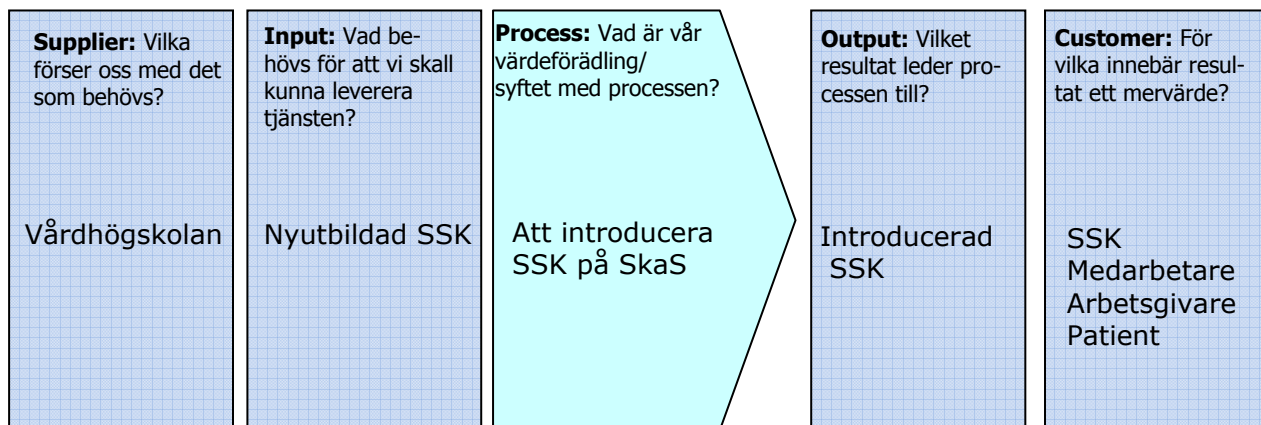 Supplier: Vilka
förser oss med det
som behövs?
Vårdhögskolan
Input: Vad be-
hövs för att vi skall
kunna leverera
tjänsten?
Nyutbildad SSK
Process: Vad är vår
värdeförädling/
syftet med processen?
Att introducera
SSK på SkaS
Output: Vilket
resultat leder pro-
cessen till?
Introducerad
SSK
Customer: För
vilka innebär resul-
tat ett mervärde?
SSK
Medarbetare
Arbetsgivare
Patient